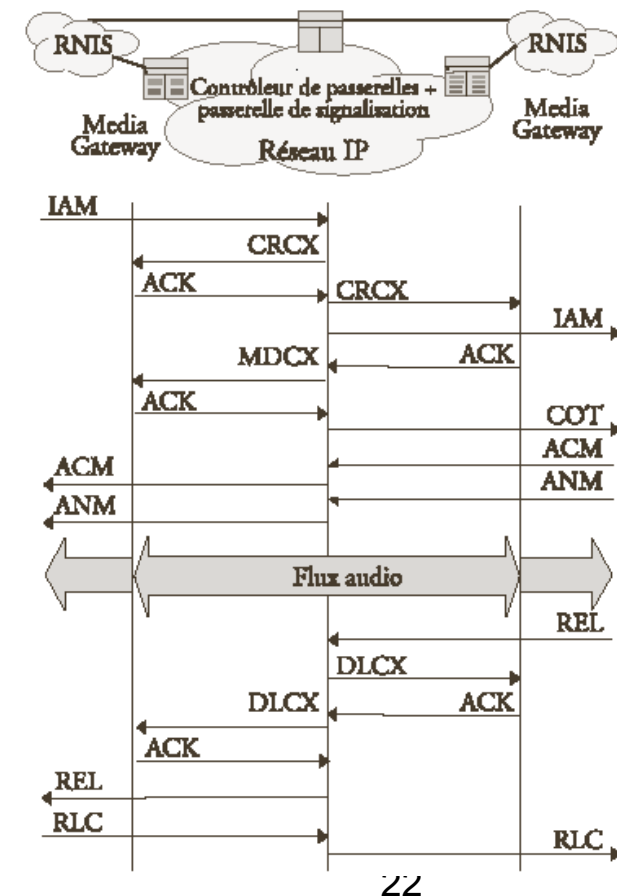 RNIS
RNIS
Contrôleur de passerelles +
passerelle de signalisation
Media
Gateway
Media
Gateway
Réseau IP
IAM
CRCX
ACK
CRCX
IAM
MDCX
ACK
ACK
COT
ACM
ACM
ANM
ANM
Flux audio
REL
DLCX
DLCX
ACK
ACK
REL
RLC
RLC
22